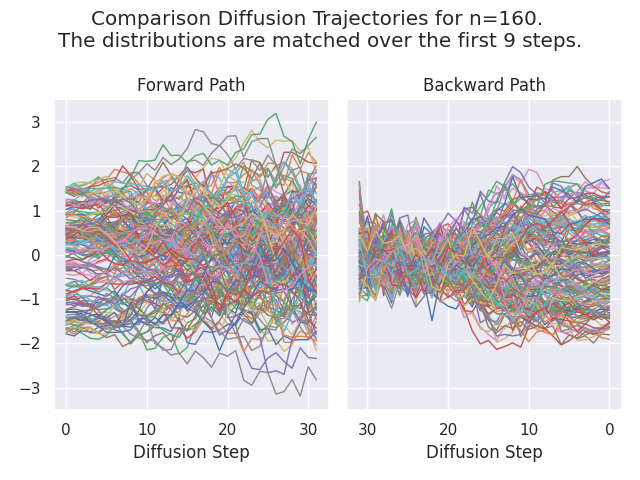 Comparison Diffusion Trajectories for n=160.
The distributions are matched over the first 9 steps.
Forward Path
Backward Path
3
2
1
0
−1
−2
−3
0 10 20 30
30 20 10 0
Diffusion Step
Diffusion Step